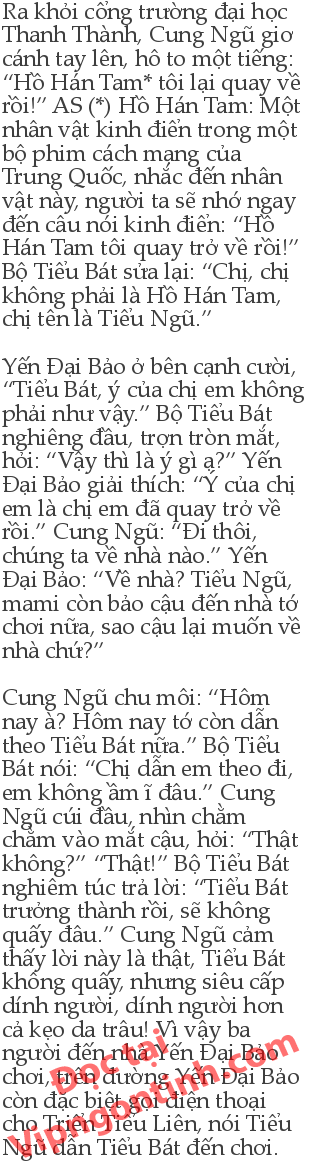 Ra khỏi cổng trường đại học
Thanh Thành, Cung Ngũ giơ
cánh tay lên, hô to một tiếng:
“Hồ Hán Tam* tôi lại quay về
rồi!” AS (*) Hồ Hán Tam: Một
nhân vật kinh điển trong một
bộ phim cách mạng của
Trung Quốc, nhắc đến nhân
vật này, người ta sẽ nhớ ngay
đến câu nói kinh điển: “Hồ
Hán Tam tôi quay trở về rồi!”
Bộ Tiểu Bát sửa lại: “Chị, chị
không phải là Hồ Hán Tam,
chị tên là Tiểu Ngũ.”

Yến Đại Bảo ở bên cạnh cười,
“Tiểu Bát, ý của chị em không
phải như vậy.” Bộ Tiểu Bát
nghiêng đầu, trợn tròn mắt,
hỏi: “Vậy thì là ý gì ạ?” Yến
Đại Bảo giải thích: “Ý của chị
em là chị em đã quay trở về
rồi.” Cung Ngũ: “Đi thôi,
chúng ta về nhà nào.” Yến
Đại Bảo: “Về nhà? Tiểu Ngũ,
mami còn bảo cậu đến nhà tớ
chơi nữa, sao cậu lại muốn về
nhà chứ?”

Cung Ngũ chu môi: “Hôm
nay à? Hôm nay tớ còn dẫn
theo Tiểu Bát nữa.” Bộ Tiểu
Bát nói: “Chị dẫn em theo đi,
em không ầm ĩ đâu.” Cung
Ngũ cúi đầu, nhìn chằm
chằm vào mắt cậu, hỏi: “Thật
không?” “Thật!” Bộ Tiểu Bát
nghiêm túc trả lời: “Tiểu Bát
trưởng thành rồi, sẽ không
quấy đâu.” Cung Ngũ cảm
thấy lời này là thật, Tiểu Bát
không quấy, nhưng siêu cấp
dính người, dính người hơn
cả kẹo da trâu! Vì vậy ba
người đến nhà Yến Đại Bảo
chơi, trên đường Yến Đại Bảo
còn đặc biệt gọi điện thoại
cho Triển Tiểu Liên, nói Tiểu
Ngũ dẫn Tiểu Bát đến chơi.
Đọc tại
Vipngontinh.com